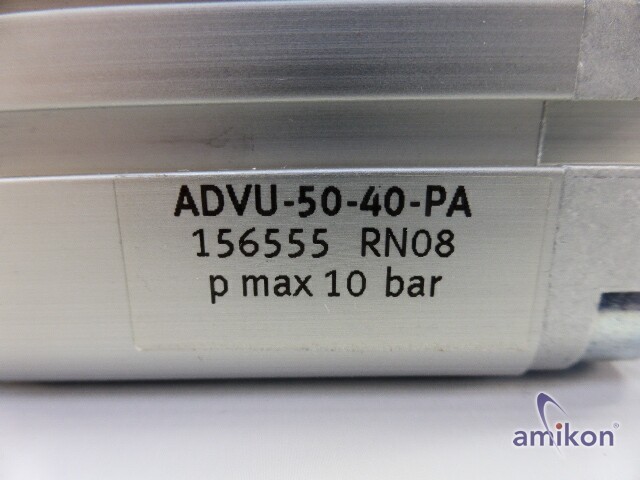 ADVU-50-40-PA
156555 RN08
p max 10 bar
amikon®